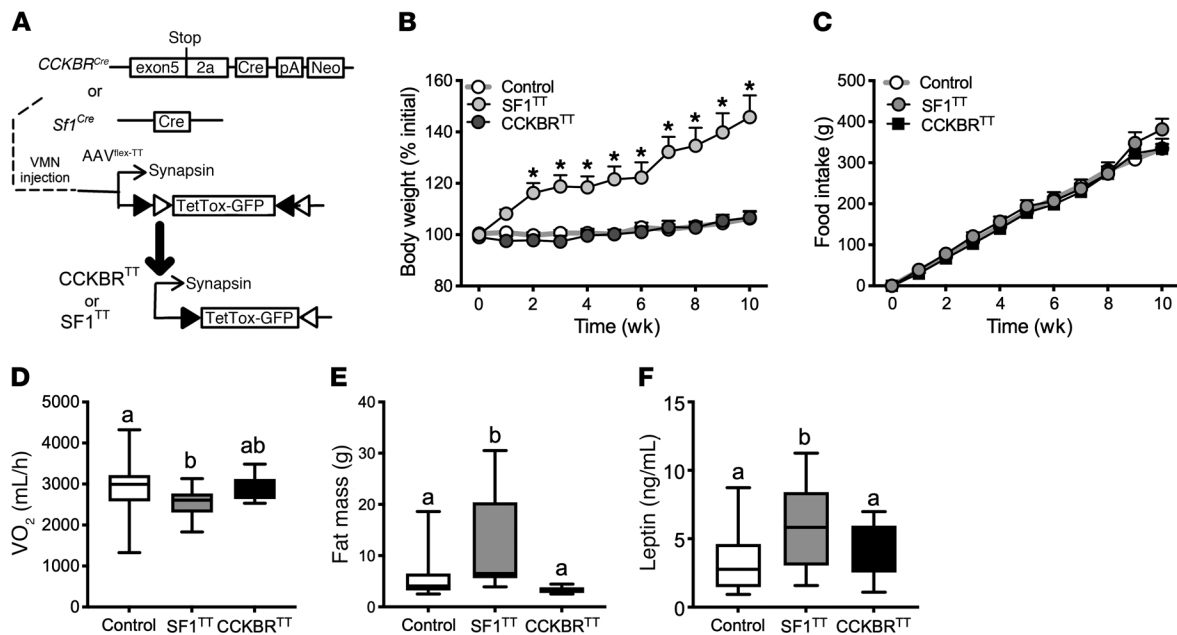 A
Stop
CCKBR^Cre
exon5
2a
Cre
pA
Neo
or
Sf1^Cre
Cre
VMN
injection
AAV^flex-TT
Synapsin
TetTox-GFP
CCKBR^TT
or
SF1^TT
Synapsin
TetTox-GFP
B
Body weight (% initial)
160
140
120
100
80
Control
SF1^TT
CCKBR^TT
* * * * * * * * *
0 2 4 6 8 10
Time (wk)
C
Food intake (g)
500
400
300
200
100
0
Control
SF1^TT
CCKBR^TT
0 2 4 6 8 10
Time (wk)
D
VO₂ (mL/h)
5000
4000
3000
2000
1000
0
a
b
ab
Control SF1^TT CCKBR^TT
E
Fat mass (g)
40
30
20
10
0
a
b
a
Control SF1^TT CCKBR^TT
F
Leptin (ng/mL)
15
10
5
0
a
b
a
Control SF1^TT CCKBR^TT